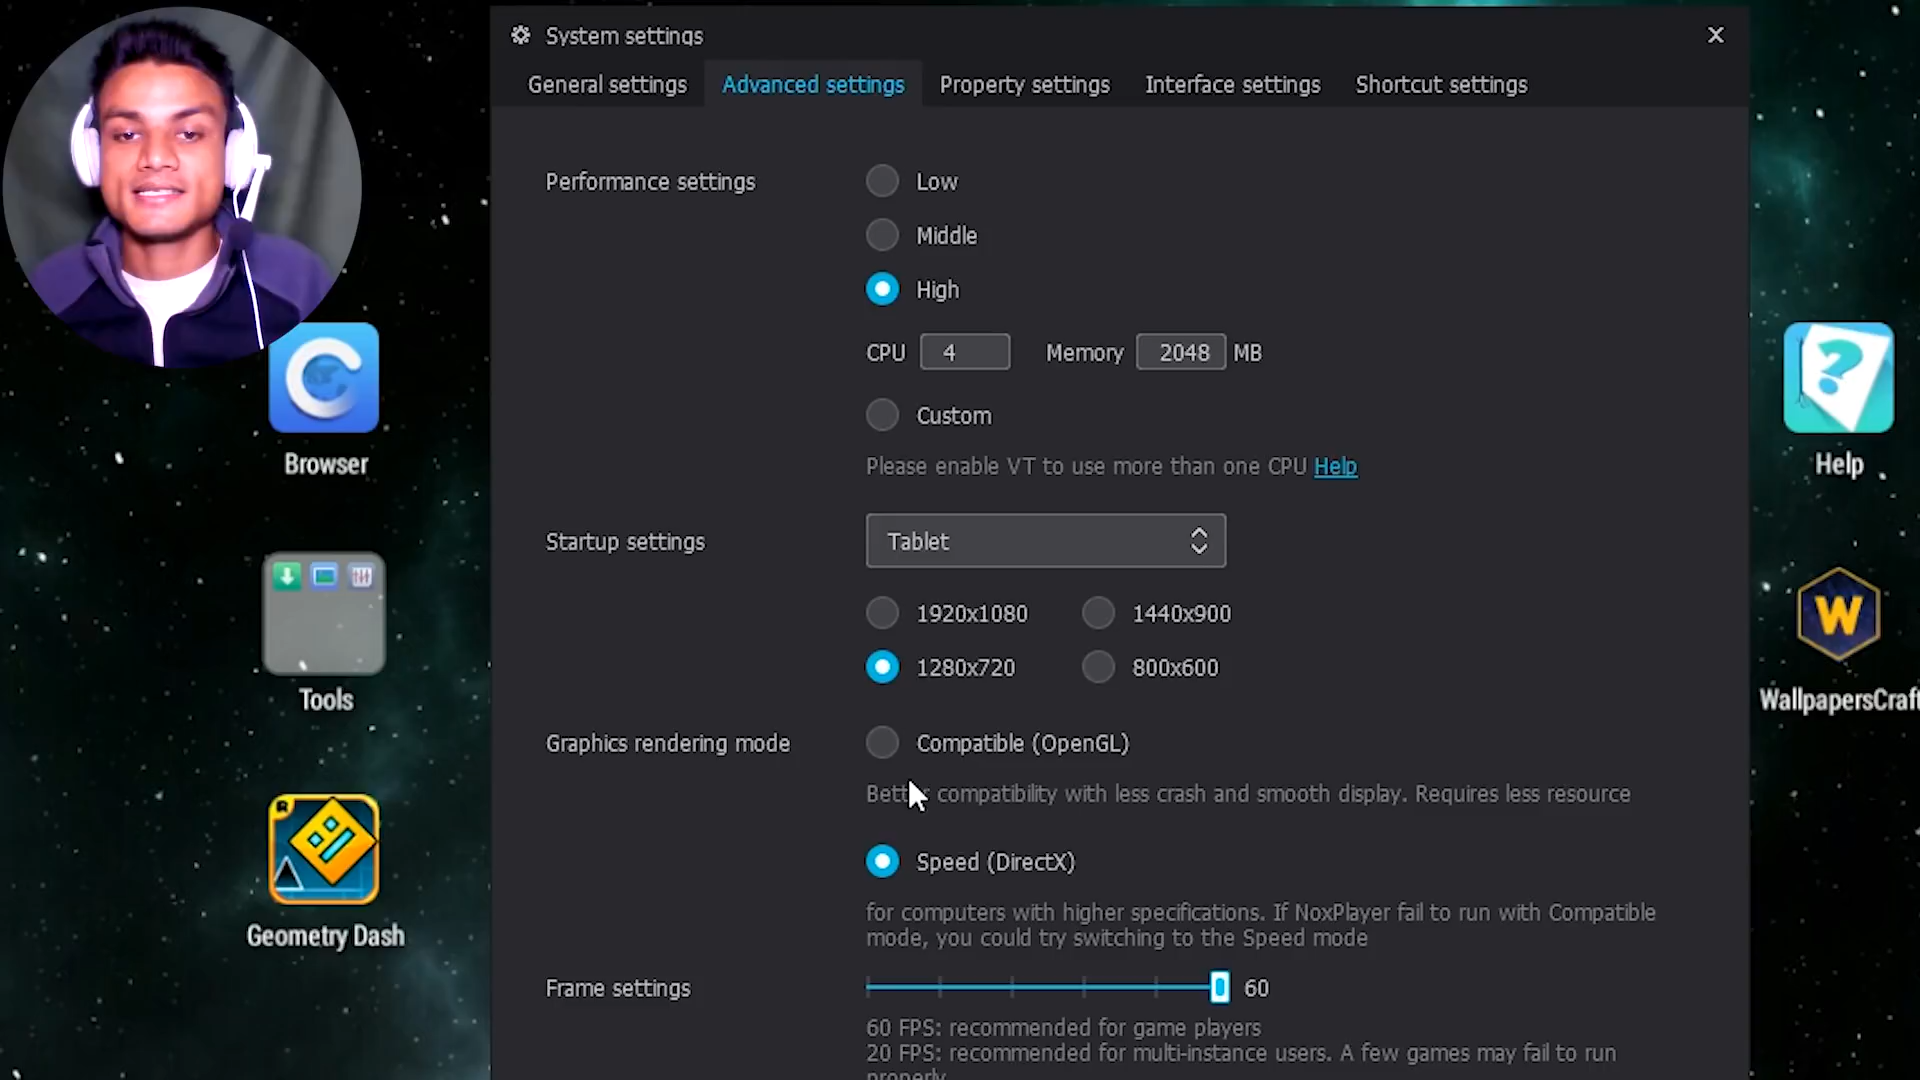 System settings
General settings
Advanced settings
Property settings
Interface settings
Shortcut settings
Performance settings
Low
Middle
High
CPU 4 Memory 2048 MB
Custom
Please enable VT to use more than one CPU Help
Startup settings
Tablet
1920x1080
1440x900
1280x720
800x600
Graphics rendering mode
Compatible (OpenGL)
Better compatibility with less crash and smooth display. Requires less resource
Speed (DirectX)
for computers with higher specifications. If NoxPlayer fail to run with Compatible
mode, you could try switching to the Speed mode
Frame settings
60
60 FPS: recommended for game players
20 FPS: recommended for multi-instance users. A few games may fail to run
properly
Browser
Tools
R
Geometry Dash
?
Help
W
WallpapersCraft